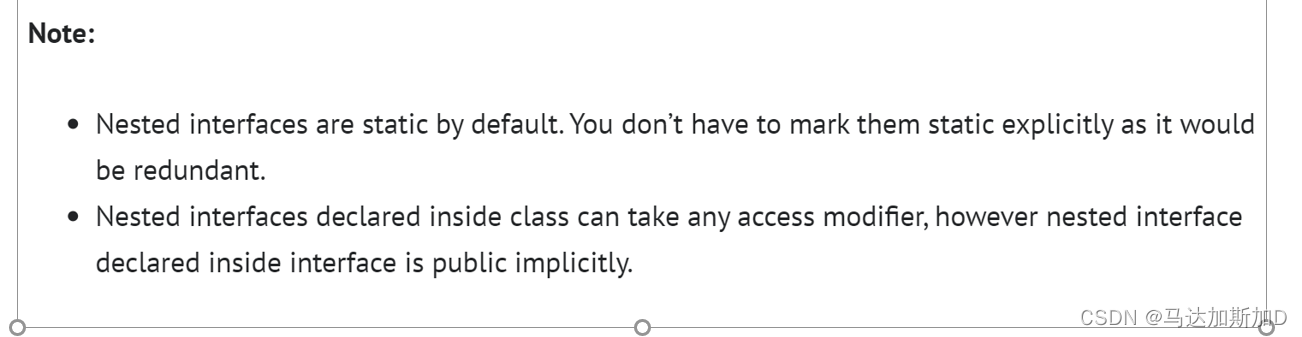 Note:
Nested interfaces are static by default. You don’t have to mark them static explicitly as it would
be redundant.
Nested interfaces declared inside class can take any access modifier, however nested interface
declared inside interface is public implicitly.
CSDN @马达加斯加D